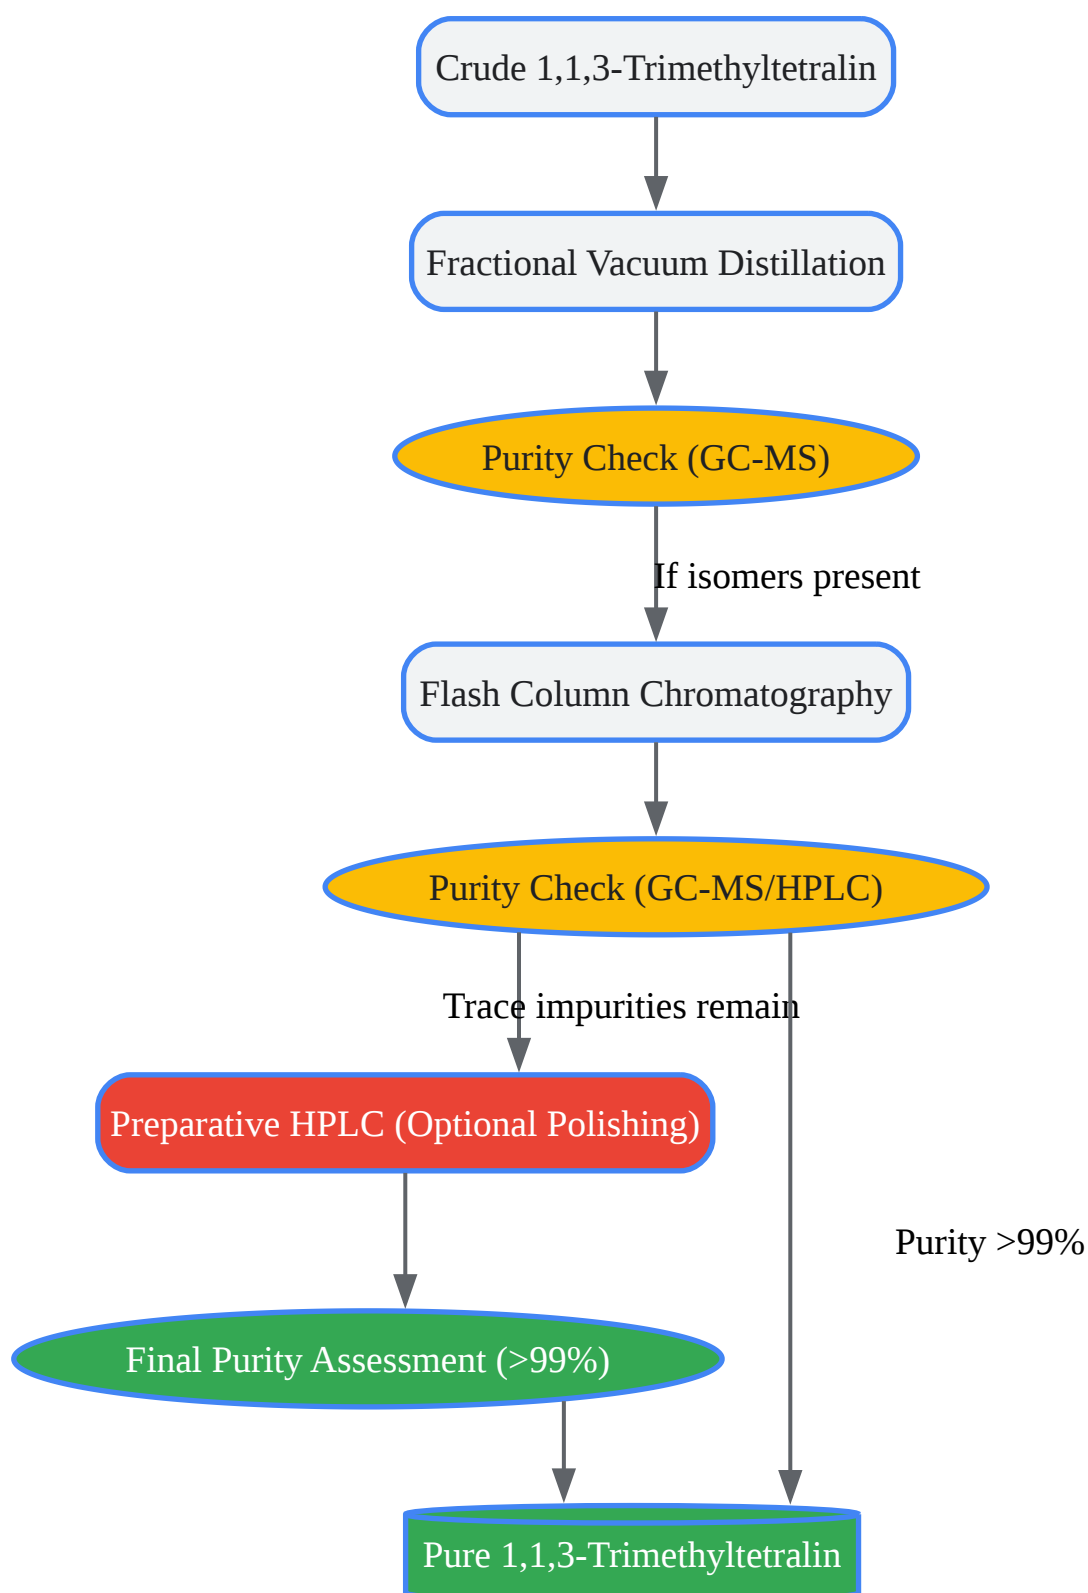 Crude 1,1,3-Trimethyltetralin
Fractional Vacuum Distillation
Purity Check (GC-MS)
If isomers present
Flash Column Chromatography
Purity Check (GC-MS/HPLC)
Trace impurities remain
Preparative HPLC (Optional Polishing)
Purity >99%
Final Purity Assessment (>99%)
Pure 1,1,3-Trimethyltetralin